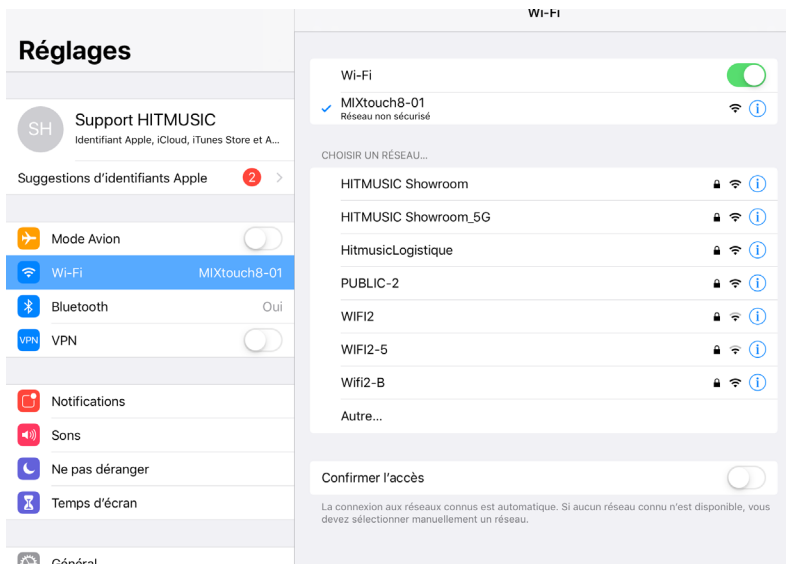 Wi-Fi
Réglages
SH
Support HITMUSIC
Identifiant Apple, iCloud, iTunes Store et A...
Suggestions d'identifiants Apple 2
Mode Avion
Wi-Fi MIXtouch8-01
Bluetooth Oui
VPN VPN
Notifications
Sons
Ne pas déranger
Temps d'écran
Général
Wi-Fi
MIXtouch8-01
Réseau non sécurisé
CHOISIR UN RÉSEAU...
HITMUSIC Showroom
HITMUSIC Showroom_5G
HitmusicLogistique
PUBLIC-2
WIFI2
WIFI2-5
Wifi2-B
Autre...
Confirmer l'accès
La connexion aux réseaux connus est automatique. Si aucun réseau connu n'est disponible, vous
devez sélectionner manuellement un réseau.